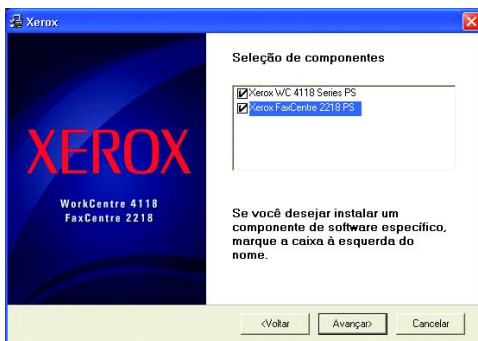 Xerox
Seleção de componentes
Xerox WC 4118 Series PS
Xerox FaxCentre 2218 PS
XEROX
WorkCentre 4118
FaxCentre 2218
Se você desejar instalar um
componente de software específico,
marque a caixa à esquerda do
nome.
<Voltar
Avançar>
Cancelar